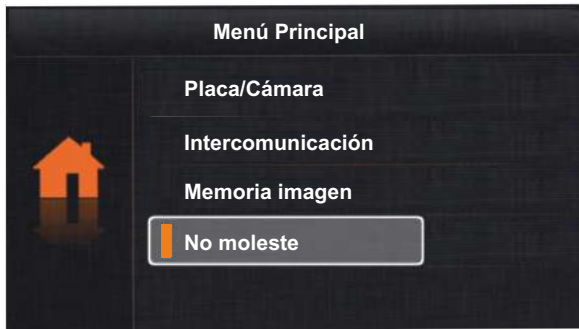 Menú Principal
Placa/Cámara
Intercomunicación
Memoria imagen
No moleste